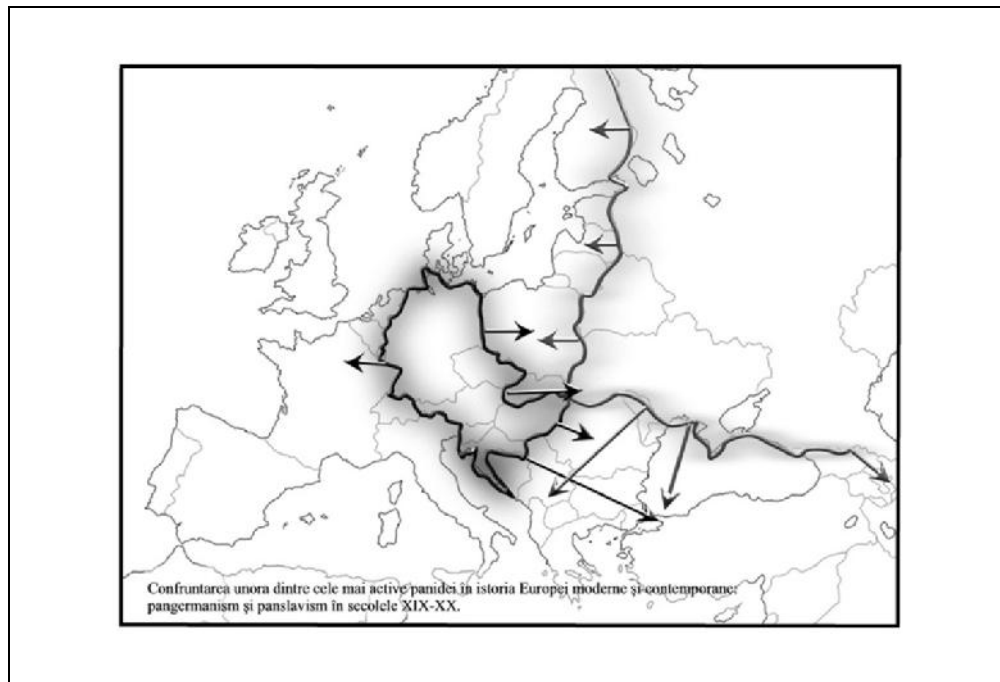 Confruntarea unora dintre cele mai active panidei în istoria Europei moderne și contemporane:
pangermanism și panslavism în secolele XIX-XX.